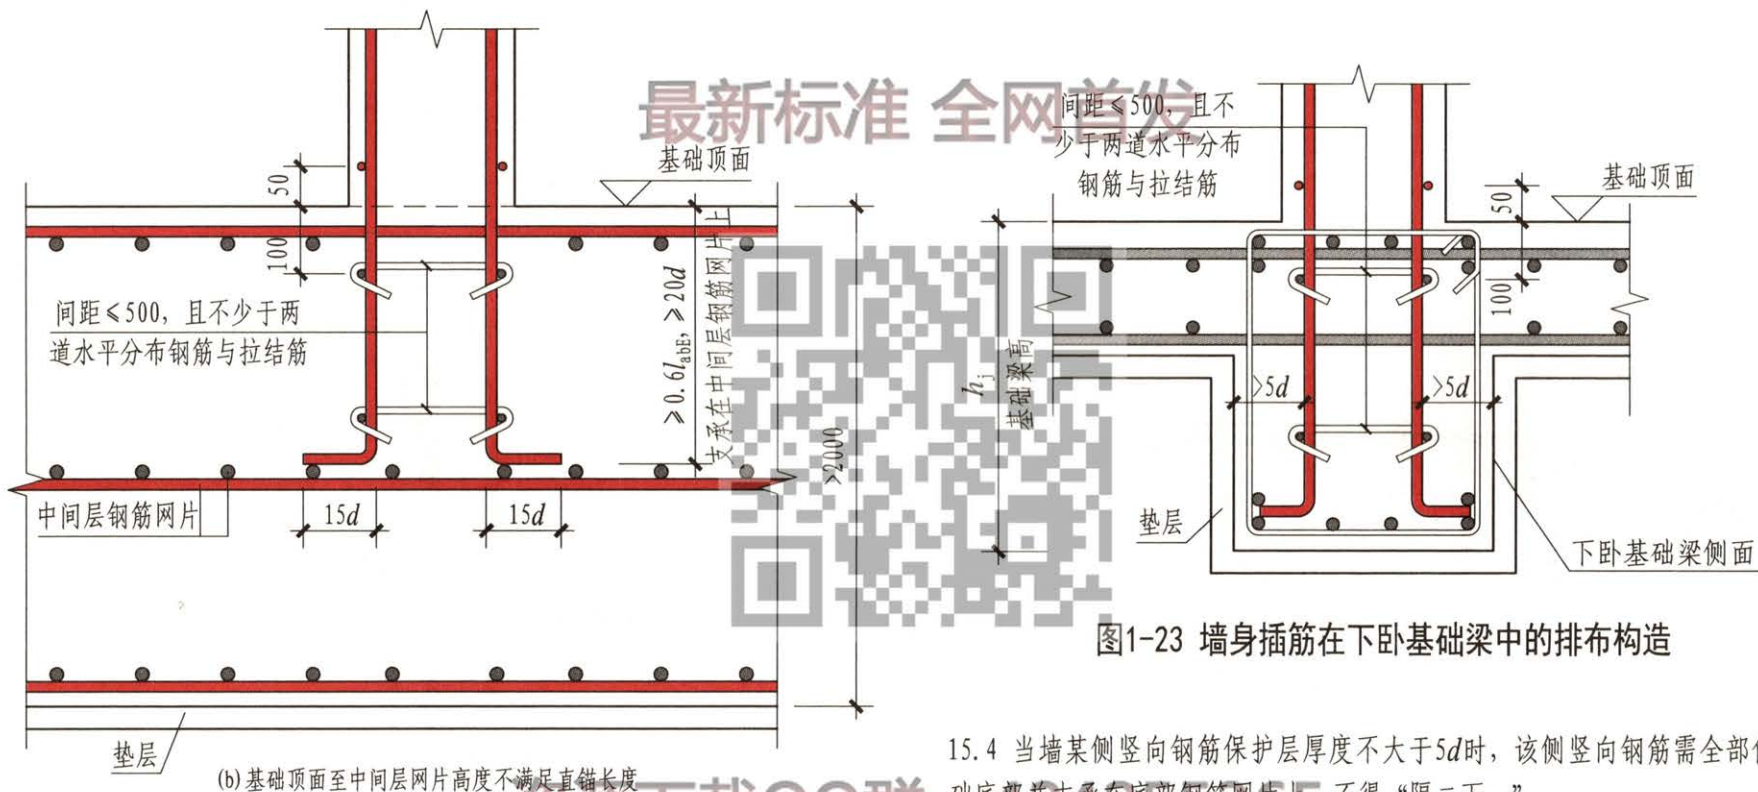 最新标准 全网首发
基础顶面
50
100
间距≤500，且不少于两
道水平分布钢筋与拉结筋
≥0.6labE，≥20d
支承在中间层钢筋网片上
>2000
中间层钢筋网片
15d
15d
垫层
(b)基础顶面至中间层网片高度不满足直锚长度
间距≤500，且不
少于两道水平分布
钢筋与拉结筋
基础顶面
50
100
hj
基础梁高
>5d
>5d
垫层
下卧基础梁侧面
图1-23 墙身插筋在下卧基础梁中的排布构造
15.4 当墙某侧竖向钢筋保护层厚度不大于5d时，该侧竖向钢筋需全部